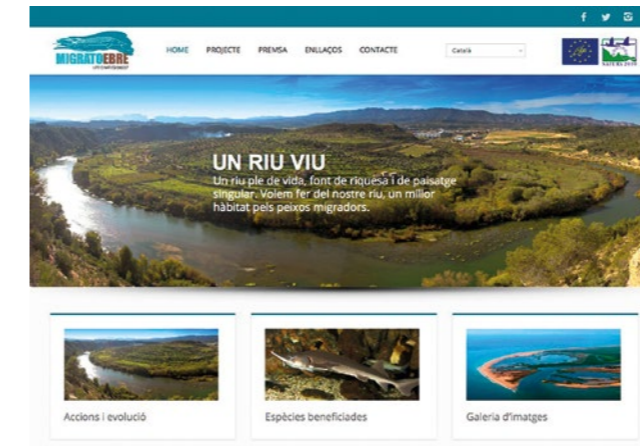 MIGRATOEBRE
HOME PROJECTE PREMSA ENLLAÇOS CONTACTE Català
UN RIU VIU
Un riu ple de vida, font de riquesa i de paisatge
singular. Volem fer del nostre riu, un millor
hàbitat pels peixos migradors.
Accions i evolució Espècies beneficiades Galeria d'imatges